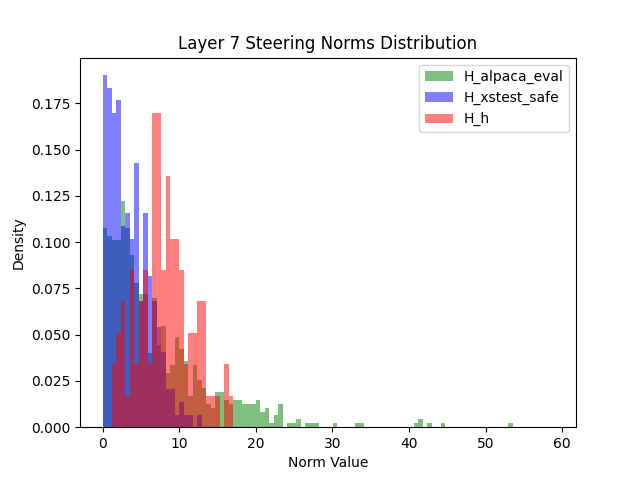 Layer 7 Steering Norms Distribution
H_alpaca_eval
H_xstest_safe
H_h
0.175
0.150
0.125
0.100
0.075
0.050
0.025
0.000
Density
0
10
20
30
40
50
60
Norm Value